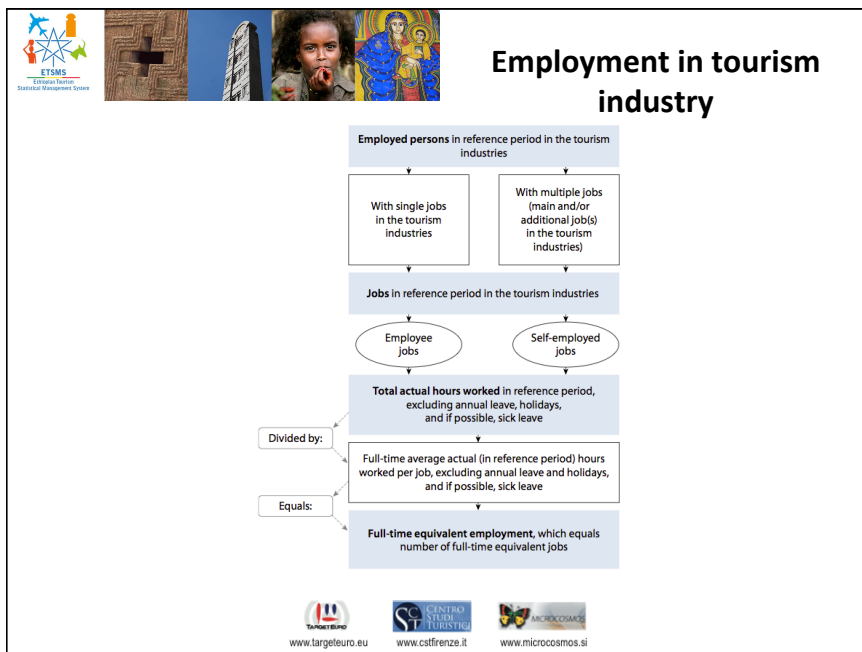 ETSMS
Ethiopian Tourism
Statistical Management System
Employment in tourism
industry
Employed persons in reference period in the tourism
industries
With single jobs
in the tourism
industries
With multiple jobs
(main and/or
additional job(s)
in the tourism
industries)
Jobs in reference period in the tourism industries
Employee
jobs
Self-employed
jobs
Total actual hours worked in reference period,
excluding annual leave, holidays,
and if possible, sick leave
Divided by:
Full-time average actual (in reference period) hours
worked per job, excluding annual leave and holidays,
and if possible, sick leave
Equals:
Full-time equivalent employment, which equals
number of full-time equivalent jobs
TARGETEURO
www.targeteuro.eu
CST
CENTRO
STUDI
TURISTICI
www.cstfirenze.it
MICROCOSMOS
www.microcosmos.si